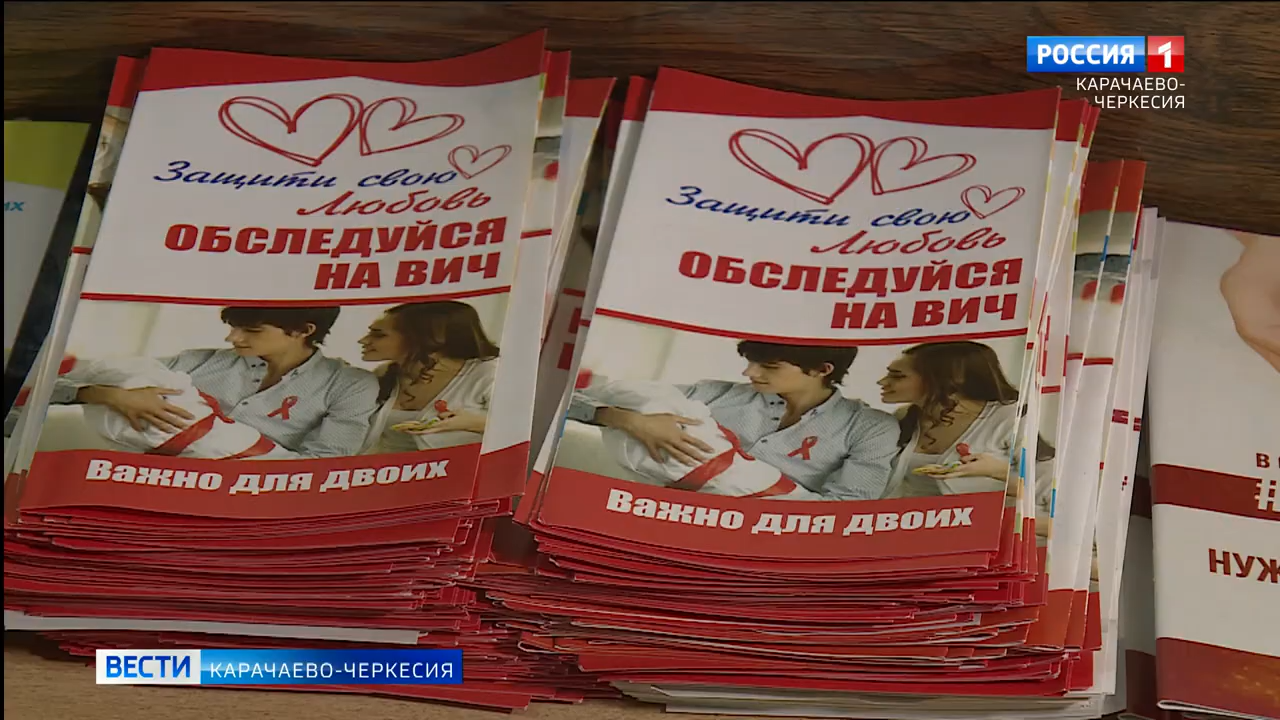 РОССИЯ 1
КАРАЧАЕВО-
ЧЕРКЕСИЯ
Защити свою
Любовь
ОБСЛЕДУЙСЯ
НА ВИЧ
Важно для двоих
Защити свою
Любовь
ОБСЛЕДУЙСЯ
НА ВИЧ
Важно для двоих
ВЕСТИ КАРАЧАЕВО-ЧЕРКЕСИЯ